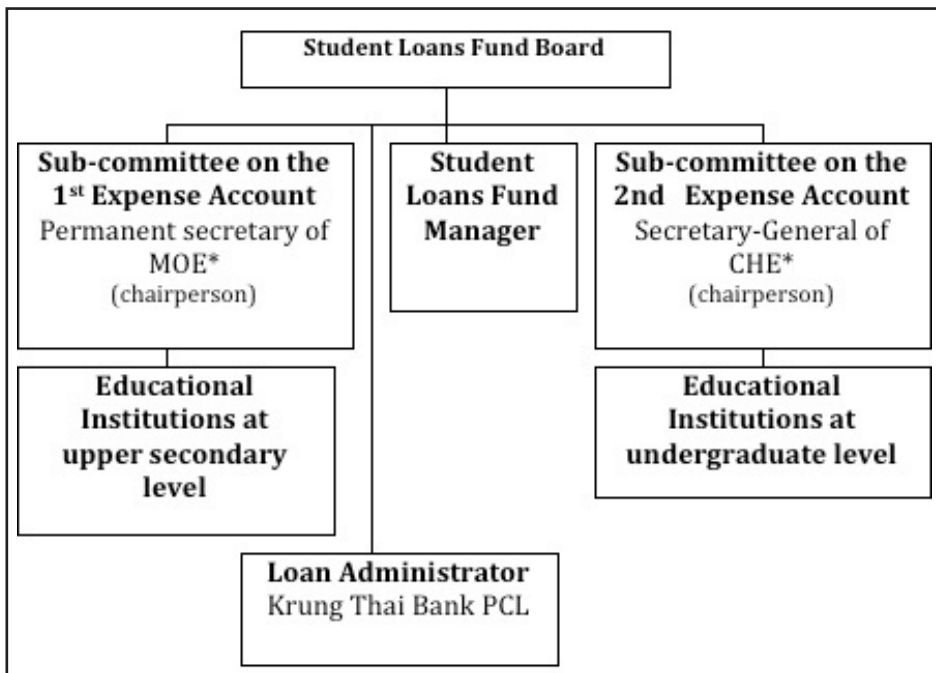 Student Loans Fund Board
Sub-committee on the
1st Expense Account
Permanent secretary of
MOE*
(chairperson)
Student
Loans Fund
Manager
Sub-committee on the
2nd Expense Account
Secretary-General of
CHE*
(chairperson)
Educational
Institutions at
upper secondary
level
Educational
Institutions at
undergraduate level
Loan Administrator
Krung Thai Bank PCL